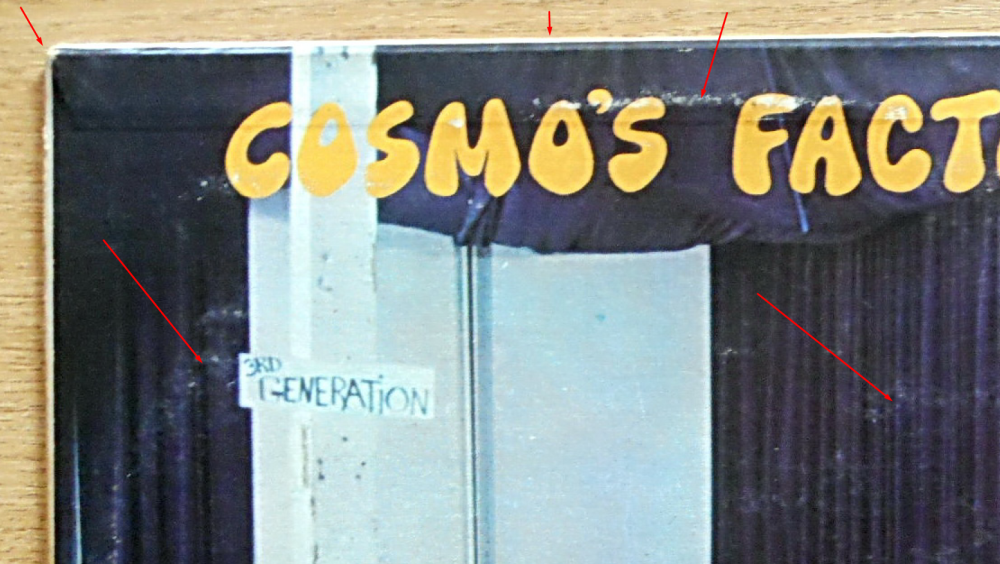 COSMO'S FACT
3RD
GENERATION